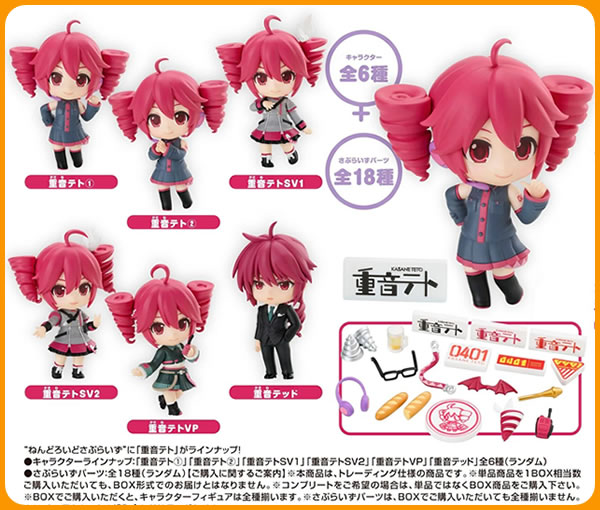 キャラクター
全6種
+
さぷらいすパーツ
全18種
重音テト①
重音テト②
重音テトSV1
重音テトSV2
重音テトVP
重音テッド
KASANE TETO
重音テト
重音テト
重音テト
重音テト
0401
0401
"ねんどろいどさぷらいず"に「重音テト」がラインナップ!
●キャラクターラインナップ:「重音テト①」「重音テト②」「重音テトSV1」「重音テトSV2」「重音テトVP」「重音テッド」全6種(ランダム)
●さぷらいずパーツ:全18種(ランダム)【ご購入に関するご案内】※本商品は、トレーディング仕様の商品です。※単品商品を1BOX相当数
ご購入いただいても、BOX形式でのお届けとはなりません。※コンプリートをご希望の場合は、単品ではなくBOX商品をご購入下さい。
※BOXでご購入いただくと、キャラクターフィギュアは全種揃います。※さぷらいずパーツは、BOXでご購入いただいても全種揃いません。